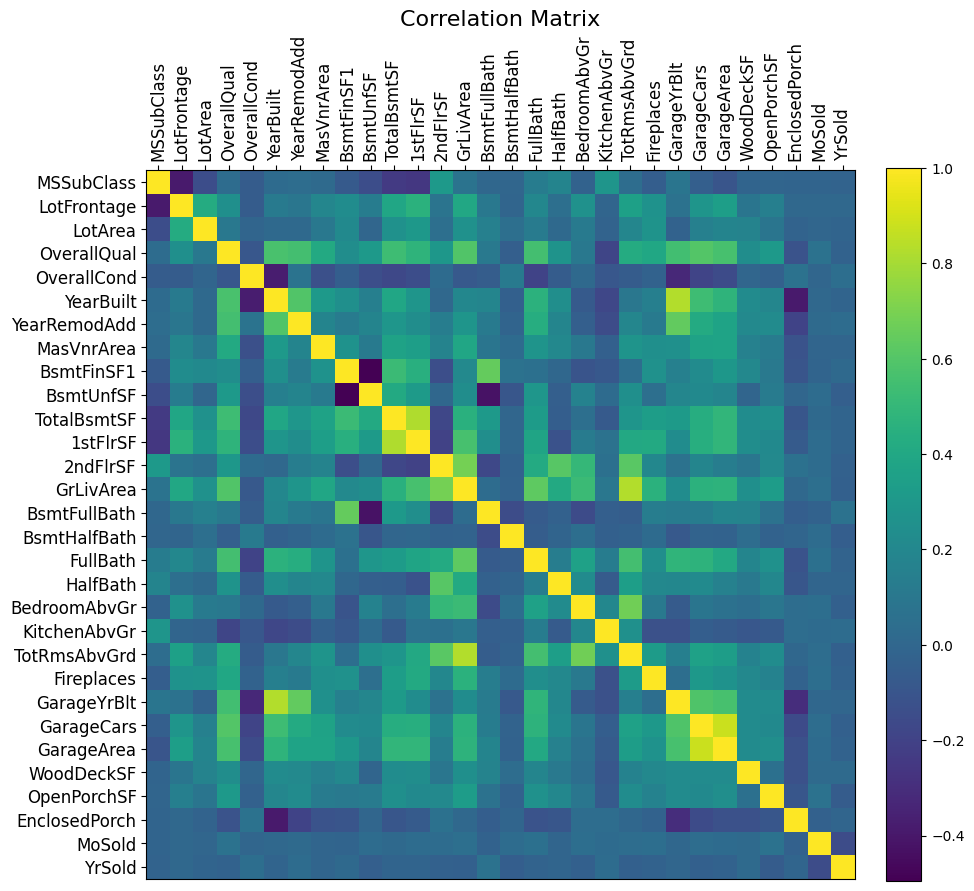 Correlation Matrix
MSSubClass
LotFrontage
LotArea
OverallQual
OverallCond
YearBuilt
YearRemodAdd
MasVnrArea
BsmtFinSF1
BsmtUnfSF
TotalBsmtSF
1stFlrSF
2ndFlrSF
GrLivArea
BsmtFullBath
BsmtHalfBath
FullBath
HalfBath
BedroomAbvGr
KitchenAbvGr
TotRmsAbvGrd
Fireplaces
GarageYrBlt
GarageCars
GarageArea
WoodDeckSF
OpenPorchSF
EnclosedPorch
MoSold
YrSold
MSSubClass
LotFrontage
LotArea
OverallQual
OverallCond
YearBuilt
YearRemodAdd
MasVnrArea
BsmtFinSF1
BsmtUnfSF
TotalBsmtSF
1stFlrSF
2ndFlrSF
GrLivArea
BsmtFullBath
BsmtHalfBath
FullBath
HalfBath
BedroomAbvGr
KitchenAbvGr
TotRmsAbvGrd
Fireplaces
GarageYrBlt
GarageCars
GarageArea
WoodDeckSF
OpenPorchSF
EnclosedPorch
MoSold
YrSold
1.0
0.8
0.6
0.4
0.2
0.0
−0.2
−0.4